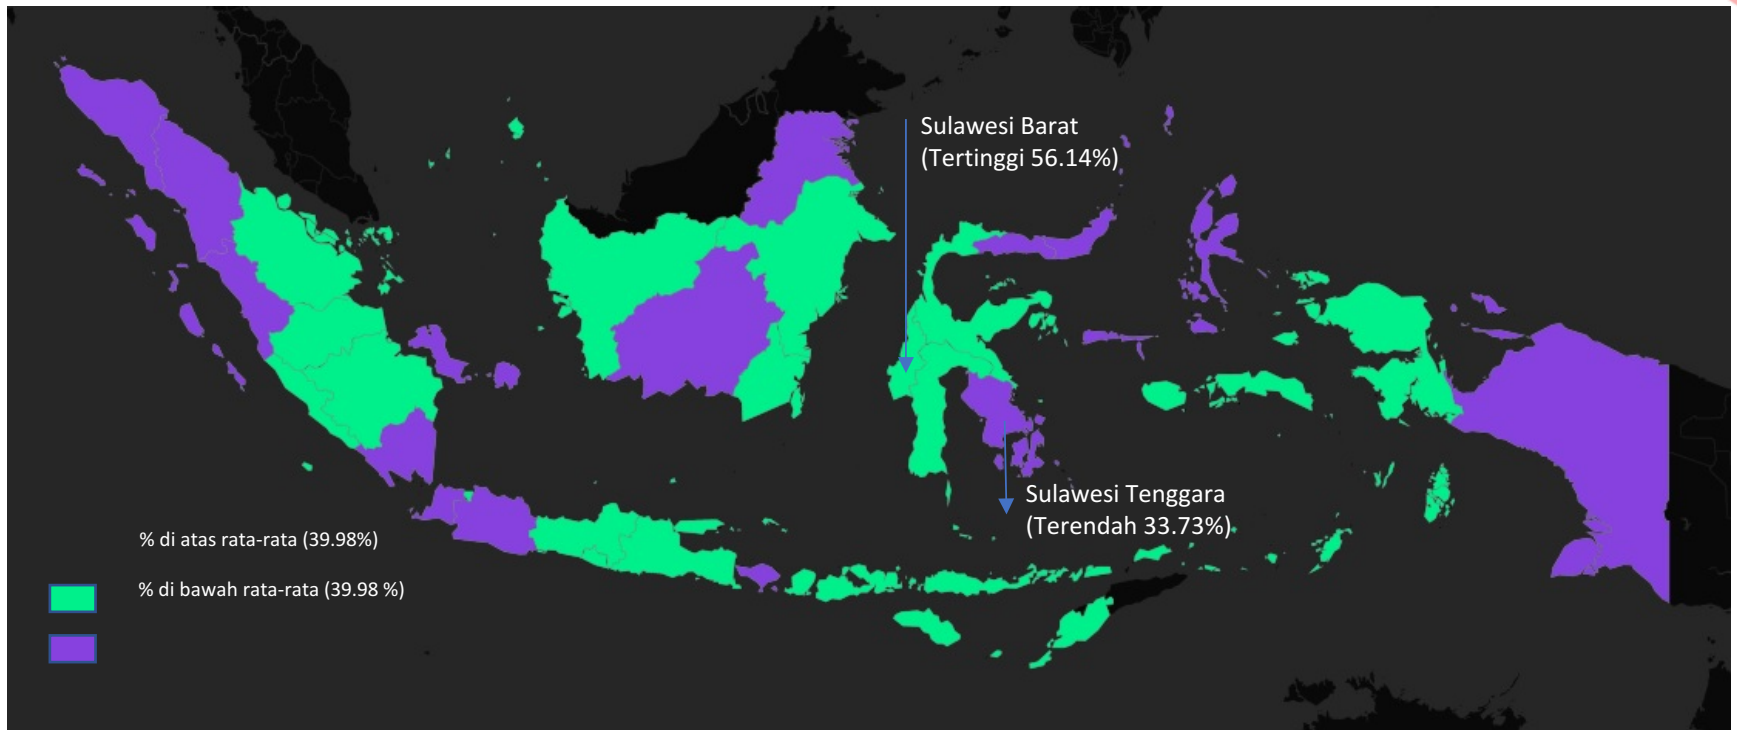 Sulawesi Barat
(Tertinggi 56.14%)
Sulawesi Tenggara
(Terendah 33.73%)
% di atas rata-rata (39.98%)
% di bawah rata-rata (39.98 %)